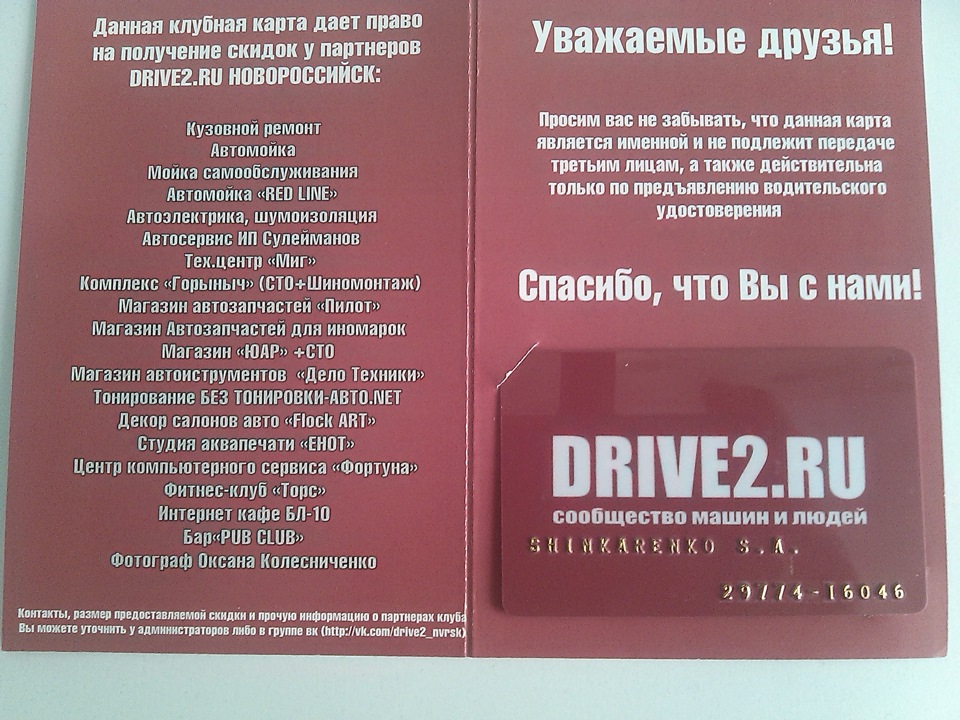 Данная клубная карта дает право
на получение скидок у партнеров
DRIVE2.RU НОВОРОССИЙСК:
Кузовной ремонт
Автомойка
Мойка самообслуживания
Автомойка «RED LINE»
Автоэлектрика, шумоизоляция
Автосервис ИП Сулейманов
Тех.центр «Миг»
Комплекс «Горыныч» (СТО+Шиномонтаж)
Магазин автозапчастей «Пилот»
Магазин Автозапчастей для иномарок
Магазин «ЮАР» +СТО
Магазин автоиструментов «Дело Техники»
Тонирование БЕЗ ТОНИРОВКИ-АВТО.NET
Декор салонов авто «Flock ART»
Студия аквапечати «ЕНОТ»
Центр компьютерного сервиса «Фортуна»
Фитнес-клуб «Торс»
Интернет кафе БЛ-10
Бар«PUB CLUB»
Фотограф Оксана Колесниченко
Контакты, размер предоставляемой скидки и прочую информацию о партнерах клуба
Вы можете уточнить у администраторов либо в группе вк (http://vk.com/drive2_nvrsk)
Уважаемые друзья!
Просим вас не забывать, что данная карта
является именной и не подлежит передаче
третьим лицам, а также действительна
только по предъявлению водительского
удостоверения
Спасибо, что Вы с нами!
DRIVE2.RU
сообщество машин и людей
SHINKARENKO S.A.
29774-16046